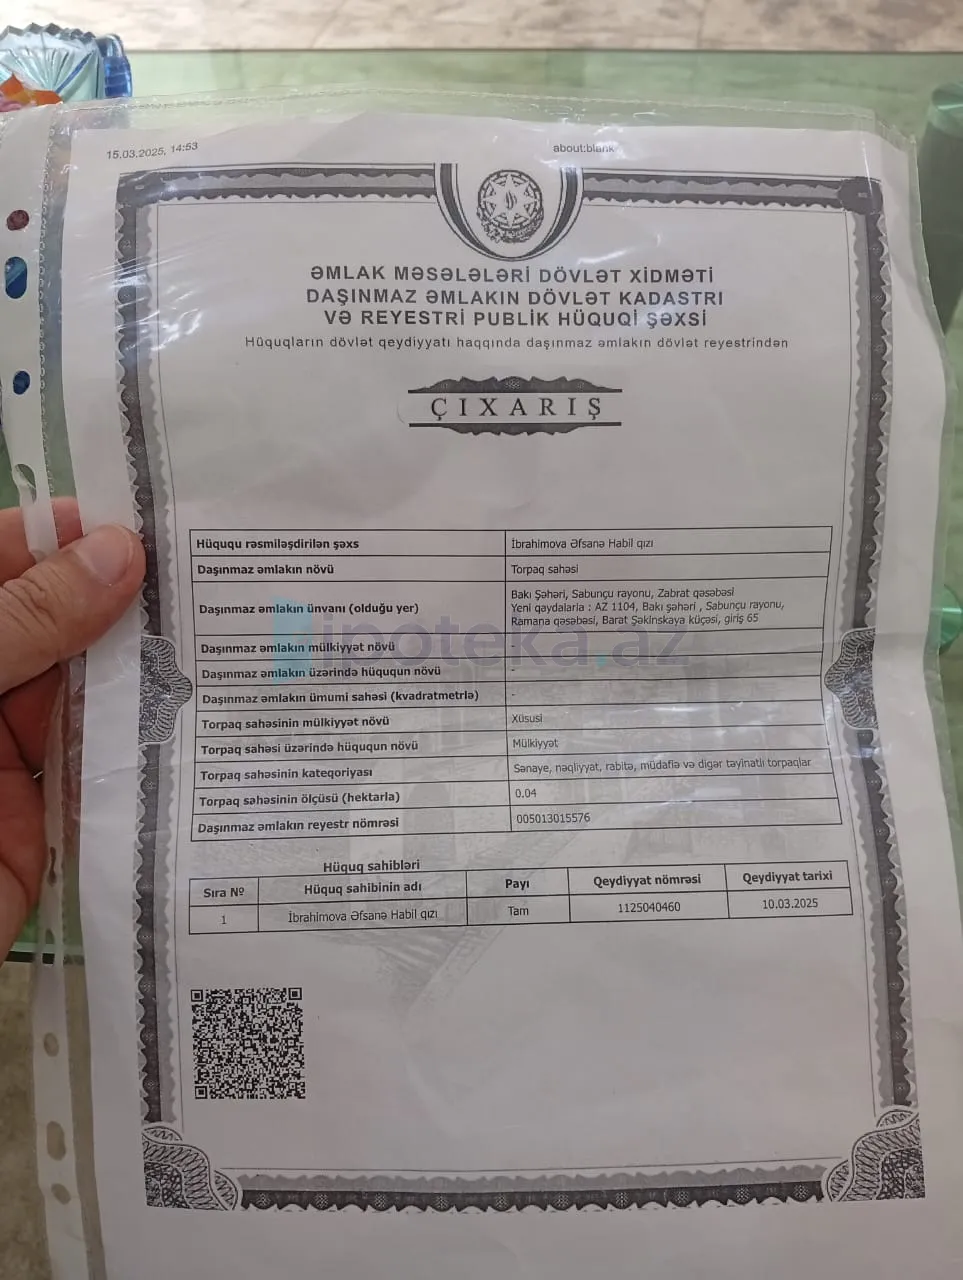 15.03.2025, 14:53
about:blank
ƏMLAK MƏSƏLƏLƏRİ DÖVLƏT XİDMƏTİ
DAŞINMAZ ƏMLAKIN DÖVLƏT KADASTRI
VƏ REYESTRİ PUBLİK HÜQUQİ ŞƏXSİ
Hüquqların dövlət qeydiyyatı haqqında daşınmaz əmlakın dövlət reyestrindən
ÇIXARIŞ
Hüququ rəsmiləşdirilən şəxs
İbrahimova Əfsanə Habil qızı
Daşınmaz əmlakın növü
Torpaq sahəsi
Daşınmaz əmlakın ünvanı (olduğu yer)
Bakı Şəhəri, Sabunçu rayonu, Zabrat qəsəbəsi
Yeni qaydalarla : AZ 1104, Bakı şəhəri , Sabunçu rayonu,
Ramana qəsəbəsi, Barat Şəkinskaya küçəsi, giriş 65
Daşınmaz əmlakın mülkiyyət növü
-
Daşınmaz əmlakın üzərində hüququn növü
-
Daşınmaz əmlakın ümumi sahəsi (kvadratmetrlə)
-
Torpaq sahəsinin mülkiyyət növü
Xüsusi
Torpaq sahəsi üzərində hüququn növü
Mülkiyyət
Torpaq sahəsinin kateqoriyası
Sənaye, nəqliyyat, rabitə, müdafiə və digər təyinatlı torpaqlar
Torpaq sahəsinin ölçüsü (hektarla)
0.04
Daşınmaz əmlakın reyestr nömrəsi
005013015576
ipoteka.az
Hüquq sahibləri
Sıra №
Hüquq sahibinin adı
Payı
Qeydiyyat nömrəsi
Qeydiyyat tarixi
1
İbrahimova Əfsanə Habil qızı
Tam
1125040460
10.03.2025